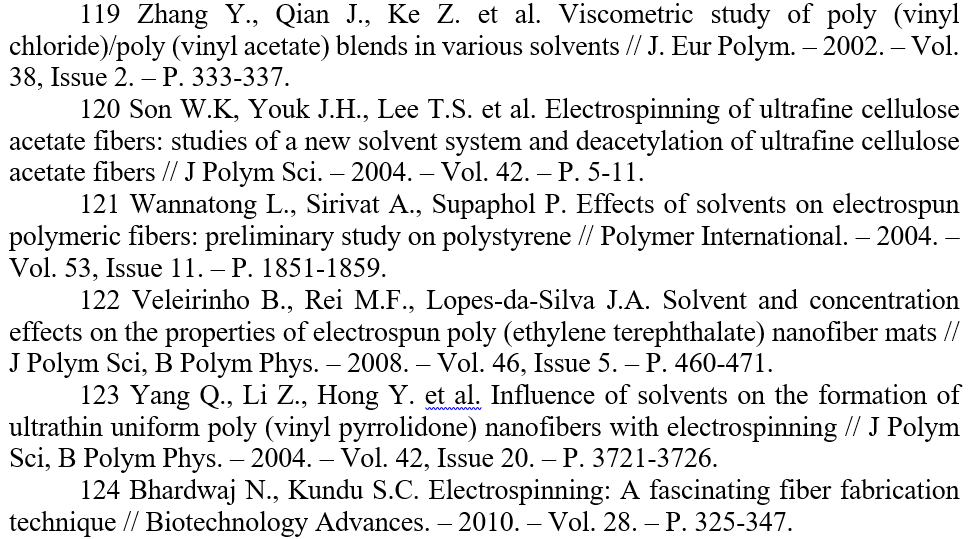 119 Zhang Y., Qian J., Ke Z. et al. Viscometric study of poly (vinyl
chloride)/poly (vinyl acetate) blends in various solvents // J. Eur Polym. – 2002. – Vol.
38, Issue 2. – P. 333-337.
120 Son W.K, Youk J.H., Lee T.S. et al. Electrospinning of ultrafine cellulose
acetate fibers: studies of a new solvent system and deacetylation of ultrafine cellulose
acetate fibers // J Polym Sci. – 2004. – Vol. 42. – P. 5-11.
121 Wannatong L., Sirivat A., Supaphol P. Effects of solvents on electrospun
polymeric fibers: preliminary study on polystyrene // Polymer International. – 2004. –
Vol. 53, Issue 11. – P. 1851-1859.
122 Veleirinho B., Rei M.F., Lopes-da-Silva J.A. Solvent and concentration
effects on the properties of electrospun poly (ethylene terephthalate) nanofiber mats //
J Polym Sci, B Polym Phys. – 2008. – Vol. 46, Issue 5. – P. 460-471.
123 Yang Q., Li Z., Hong Y. et al. Influence of solvents on the formation of
ultrathin uniform poly (vinyl pyrrolidone) nanofibers with electrospinning // J Polym
Sci, B Polym Phys. – 2004. – Vol. 42, Issue 20. – P. 3721-3726.
124 Bhardwaj N., Kundu S.C. Electrospinning: A fascinating fiber fabrication
technique // Biotechnology Advances. – 2010. – Vol. 28. – P. 325-347.